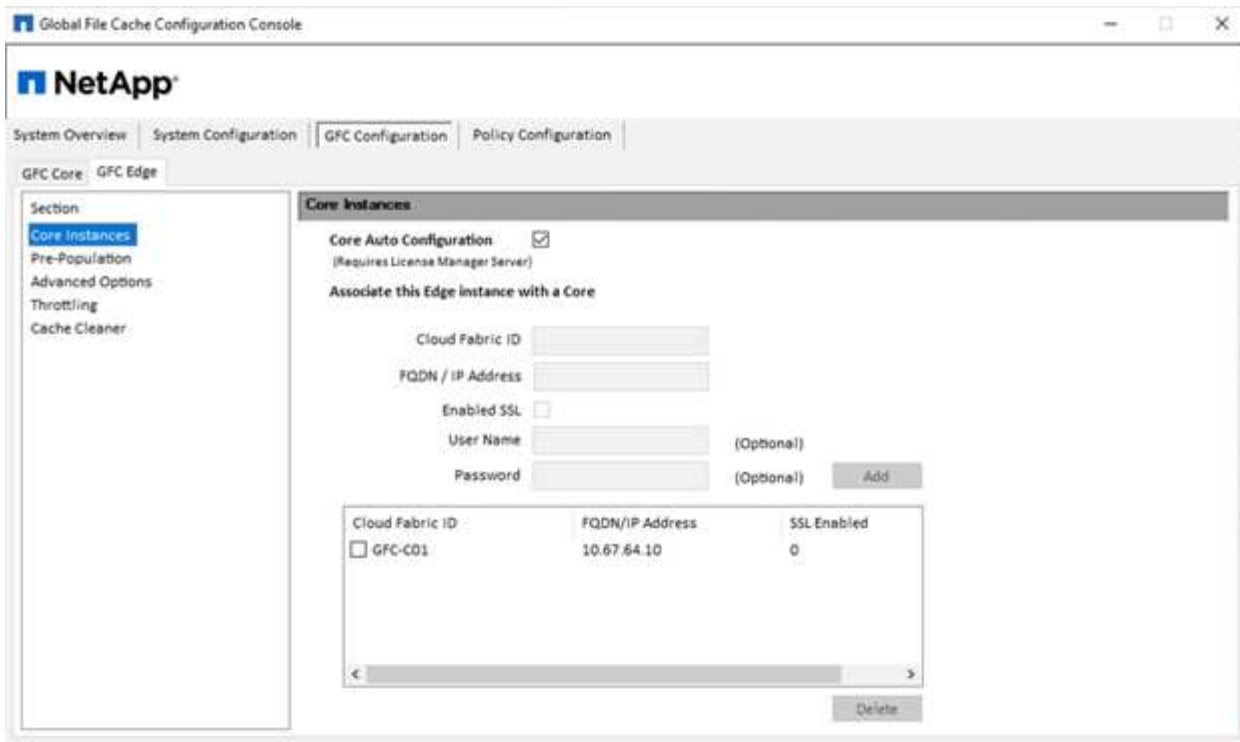 Global File Cache Configuration Console
NetApp
System Overview System Configuration GFC Configuration Policy Configuration
GFC Core GFC Edge
Section
Core Instances
Pre-Population
Advanced Options
Throttling
Cache Cleaner
Core Instances
Core Auto Configuration
(Requires License Manager Server)
Associate this Edge instance with a Core
Cloud Fabric ID
FQDN / IP Address
Enabled SSL
User Name (Optional)
Password (Optional) Add
Cloud Fabric ID FQDN/IP Address SSL Enabled
GFC-C01 10.67.64.10 0
Delete